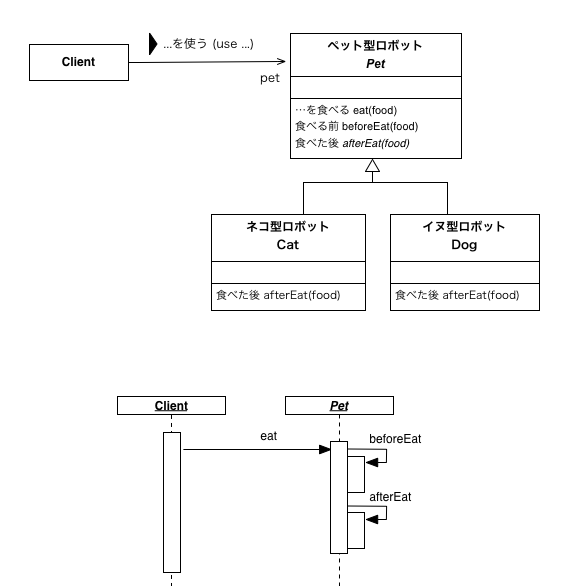 Client
...を使う (use ...)
pet
ペット型ロボット
Pet
…を食べる eat(food)
食べる前 beforeEat(food)
食べた後 afterEat(food)
ネコ型ロボット
Cat
食べた後 afterEat(food)
イヌ型ロボット
Dog
食べた後 afterEat(food)
Client
Pet
eat
beforeEat
afterEat